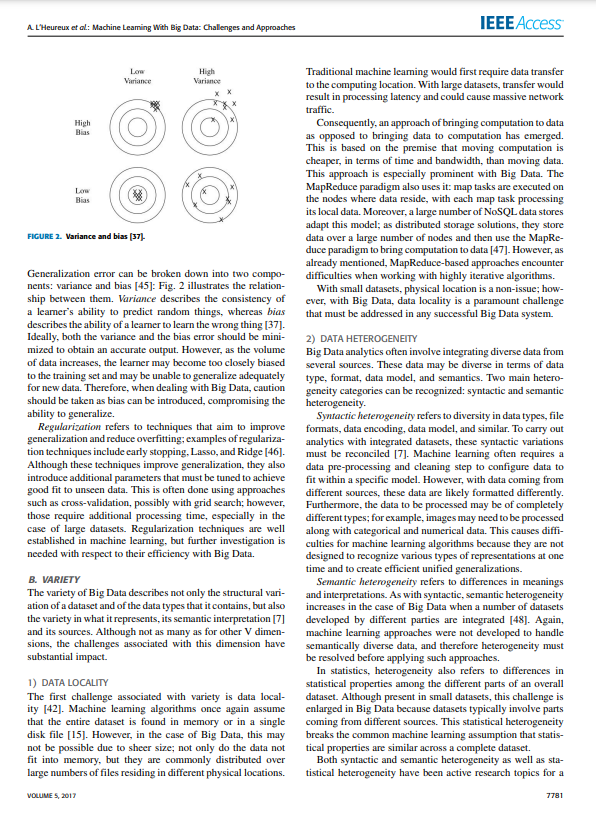 A. L'Heureux et al.: Machine Learning With Big Data: Challenges and Approaches
IEEE Access
Low
Variance
High
Variance
High
Bias
Low
Bias
FIGURE 2. Variance and bias [37].
Generalization error can be broken down into two compo-
nents: variance and bias [45]: Fig. 2 illustrates the relation-
ship between them. Variance describes the consistency of
a learner's ability to predict random things, whereas bias
describes the ability of a learner to learn the wrong thing [37].
Ideally, both the variance and the bias error should be mini-
mized to obtain an accurate output. However, as the volume
of data increases, the learner may become too closely biased
to the training set and may be unable to generalize adequately
for new data. Therefore, when dealing with Big Data, caution
should be taken as bias can be introduced, compromising the
ability to generalize.
Regularization refers to techniques that aim to improve
generalization and reduce overfitting; examples of regulariza-
tion techniques include early stopping, Lasso, and Ridge [46].
Although these techniques improve generalization, they also
introduce additional parameters that must be tuned to achieve
good fit to unseen data. This is often done using approaches
such as cross-validation, possibly with grid search; however,
those require additional processing time, especially in the
case of large datasets. Regularization techniques are well
established in machine learning, but further investigation is
needed with respect to their efficiency with Big Data.
B. VARIETY
The variety of Big Data describes not only the structural vari-
ation of a dataset and of the data types that it contains, but also
the variety in what it represents, its semantic interpretation [7]
and its sources. Although not as many as for other V dimen-
sions, the challenges associated with this dimension have
substantial impact.
1) DATA LOCALITY
The first challenge associated with variety is data local-
ity [42]. Machine learning algorithms once again assume
that the entire dataset is found in memory or in a single
disk file [15]. However, in the case of Big Data, this may
not be possible due to sheer size; not only do the data not
fit into memory, but they are commonly distributed over
large numbers of files residing in different physical locations.
Traditional machine learning would first require data transfer
to the computing location. With large datasets, transfer would
result in processing latency and could cause massive network
traffic.
Consequently, an approach of bringing computation to data
as opposed to bringing data to computation has emerged.
This is based on the premise that moving computation is
cheaper, in terms of time and bandwidth, than moving data.
This approach is especially prominent with Big Data. The
MapReduce paradigm also uses it: map tasks are executed on
the nodes where data reside, with each map task processing
its local data. Moreover, a large number of NoSQL data stores
adapt this model; as distributed storage solutions, they store
data over a large number of nodes and then use the MapRe-
duce paradigm to bring computation to data [47]. However, as
already mentioned, MapReduce-based approaches encounter
difficulties when working with highly iterative algorithms.
With small datasets, physical location is a non-issue; how-
ever, with Big Data, data locality is a paramount challenge
that must be addressed in any successful Big Data system.
2) DATA HETEROGENEITY
Big Data analytics often involve integrating diverse data from
several sources. These data may be diverse in terms of data
type, format, data model, and semantics. Two main hetero-
geneity categories can be recognized: syntactic and semantic
heterogeneity.
Syntactic heterogeneity refers to diversity in data types, file
formats, data encoding, data model, and similar. To carry out
analytics with integrated datasets, these syntactic variations
must be reconciled [7]. Machine learning often requires a
data pre-processing and cleaning step to configure data to
fit within a specific model. However, with data coming from
different sources, these data are likely formatted differently.
Furthermore, the data to be processed may be of completely
different types; for example, images may need to be processed
along with categorical and numerical data. This causes diffi-
culties for machine learning algorithms because they are not
designed to recognize various types of representations at one
time and to create efficient unified generalizations.
Semantic heterogeneity refers to differences in meanings
and interpretations. As with syntactic, semantic heterogeneity
increases in the case of Big Data when a number of datasets
developed by different parties are integrated [48]. Again,
machine learning approaches were not developed to handle
semantically diverse data, and therefore heterogeneity must
be resolved before applying such approaches.
In statistics, heterogeneity also refers to differences in
statistical properties among the different parts of an overall
dataset. Although present in small datasets, this challenge is
enlarged in Big Data because datasets typically involve parts
coming from different sources. This statistical heterogeneity
breaks the common machine learning assumption that statis-
tical properties are similar across a complete dataset.
Both syntactic and semantic heterogeneity as well as sta-
tistical heterogeneity have been active research topics for a
VOLUME 5, 2017
7781